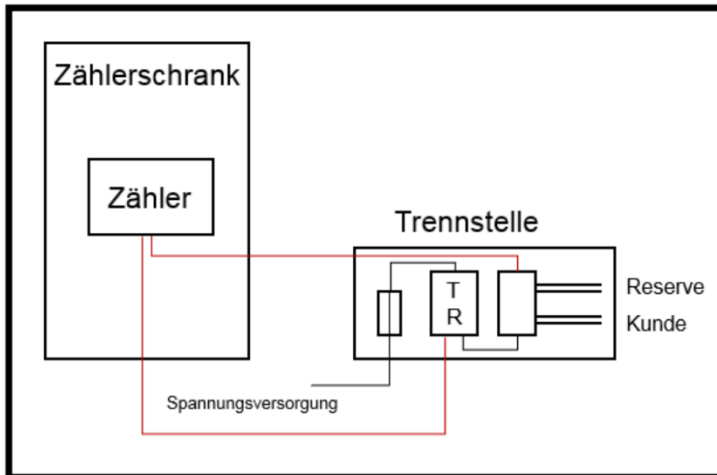 Zählerschrank
Zähler
Trennstelle
T
R
Reserve
Kunde
Spannungsversorgung